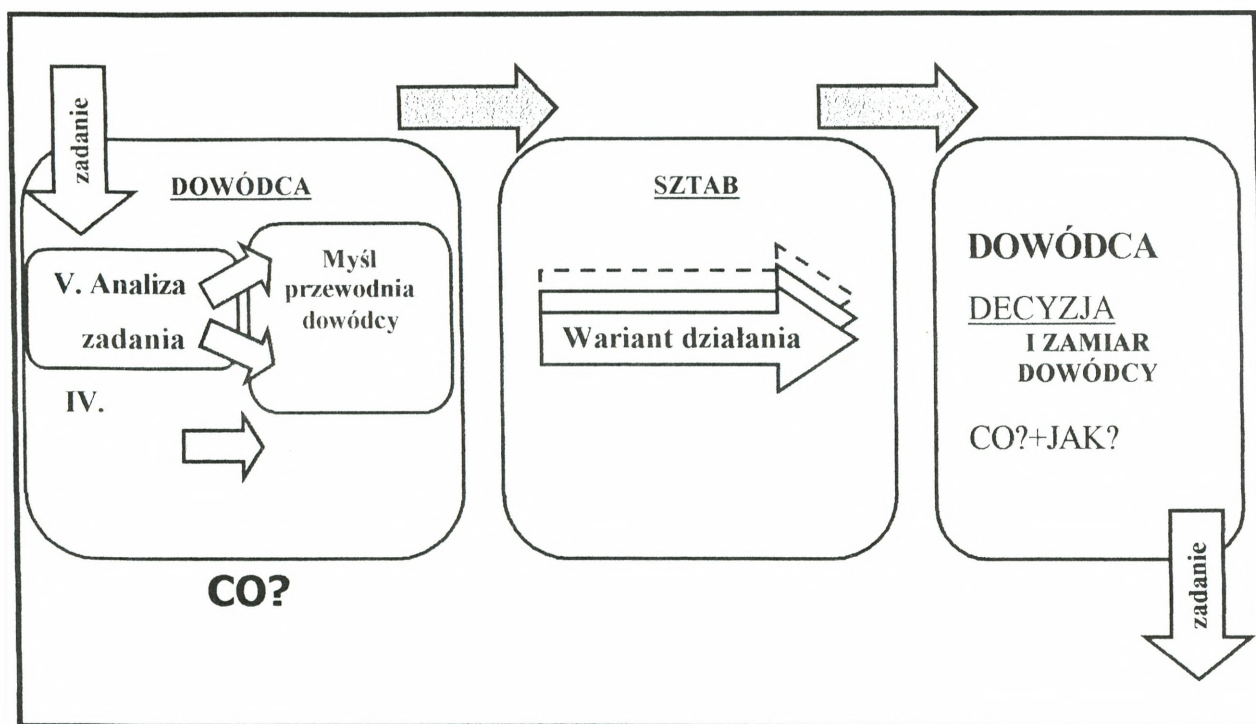 zadanie
DOWÓDCA
V. Analiza
zadania
IV.
Myśl
przewodnia
dowódcy
CO?
SZTAB
Wariant działania
DOWÓDCA
DECYZJA
I ZAMIAR
DOWÓDCY
CO?+JAK?
zadanie